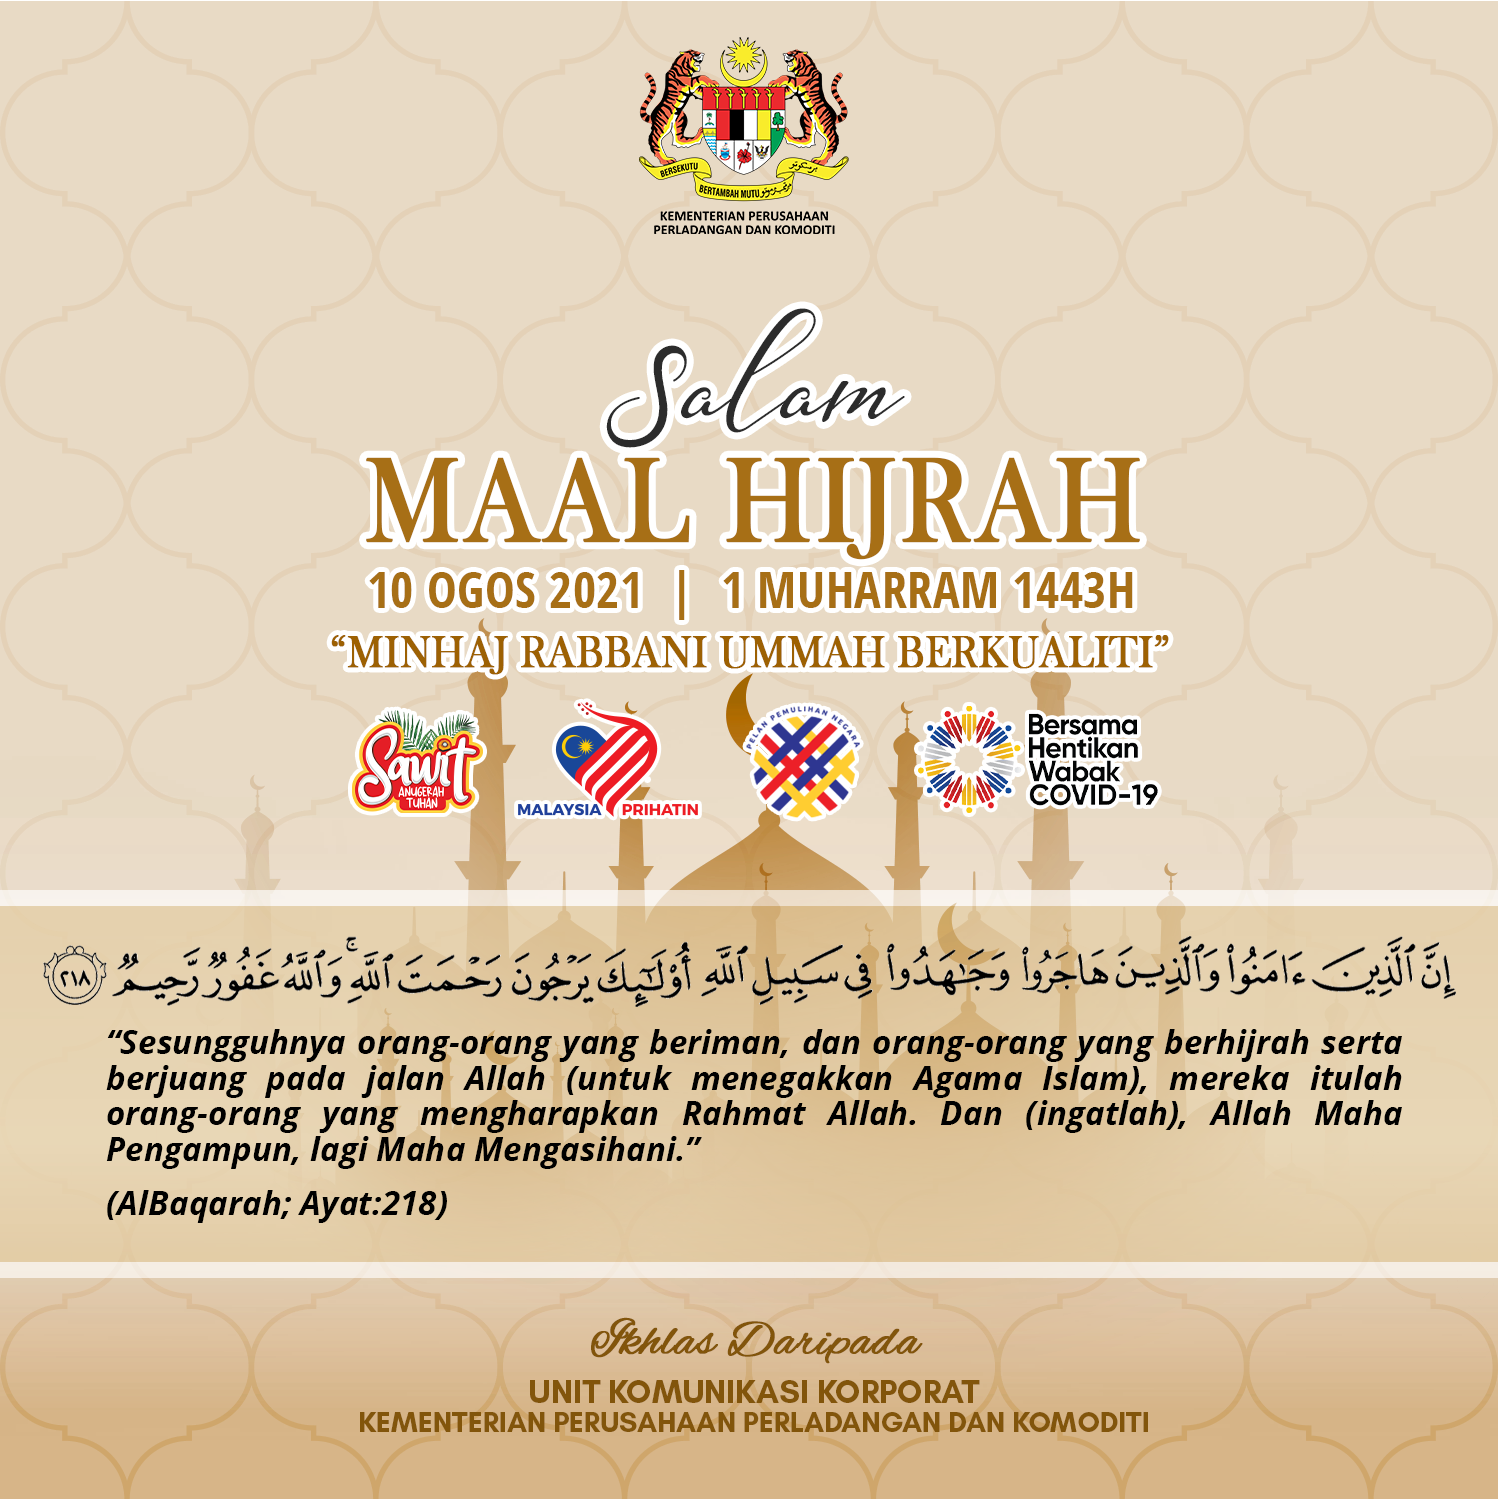 BERSEKUTU برسکوتو
BERTAMBAH MUTU برتمبه موتو
KEMENTERIAN PERUSAHAAN
PERLADANGAN DAN KOMODITI
Salam
MAAL HIJRAH
10 OGOS 2021 | 1 MUHARRAM 1443H
“MINHAJ RABBANI UMMAH BERKUALITI”
Sawit
ANUGERAH
TUHAN
MALAYSIA PRIHATIN
PELAN PEMULIHAN NEGARA
Bersama
Hentikan
Wabak
COVID-19
إِنَّ ٱلَّذِينَ ءَامَنُوا۟ وَٱلَّذِينَ هَاجَرُوا۟ وَجَـٰهَدُوا۟ فِى سَبِيلِ ٱللَّهِ أُو۟لَـٰٓئِكَ يَرْجُونَ رَحْمَتَ ٱللَّهِ ۚ وَٱللَّهُ غَفُورٌ رَّحِيمٌ ٢١٨
“Sesungguhnya orang-orang yang beriman, dan orang-orang yang berhijrah serta
berjuang pada jalan Allah (untuk menegakkan Agama Islam), mereka itulah
orang-orang yang mengharapkan Rahmat Allah. Dan (ingatlah), Allah Maha
Pengampun, lagi Maha Mengasihani.”
(AlBaqarah; Ayat:218)
Ikhlas Daripada
UNIT KOMUNIKASI KORPORAT
KEMENTERIAN PERUSAHAAN PERLADANGAN DAN KOMODITI